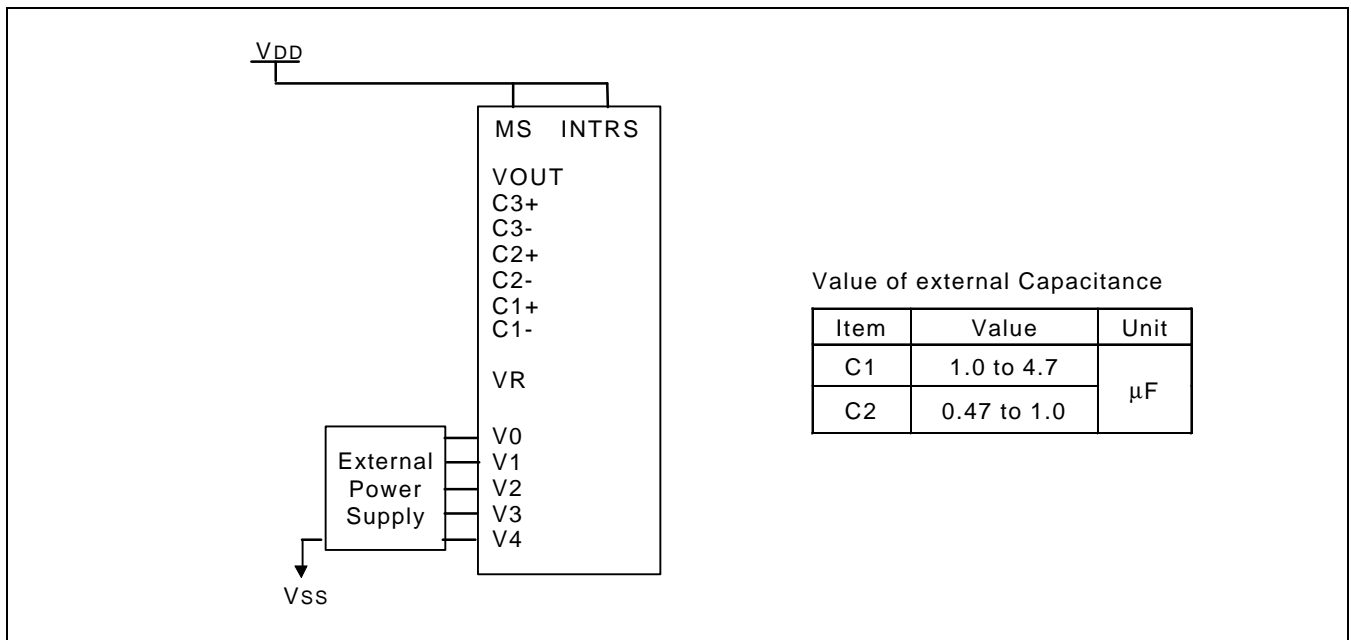 VDD
MS INTRS
VOUT
C3+
C3-
C2+
C2-
C1+
C1-
VR
V0
V1
V2
V3
V4
External
Power
Supply
VSS
Value of external Capacitance
Item Value Unit
C1 1.0 to 4.7 μF
C2 0.47 to 1.0